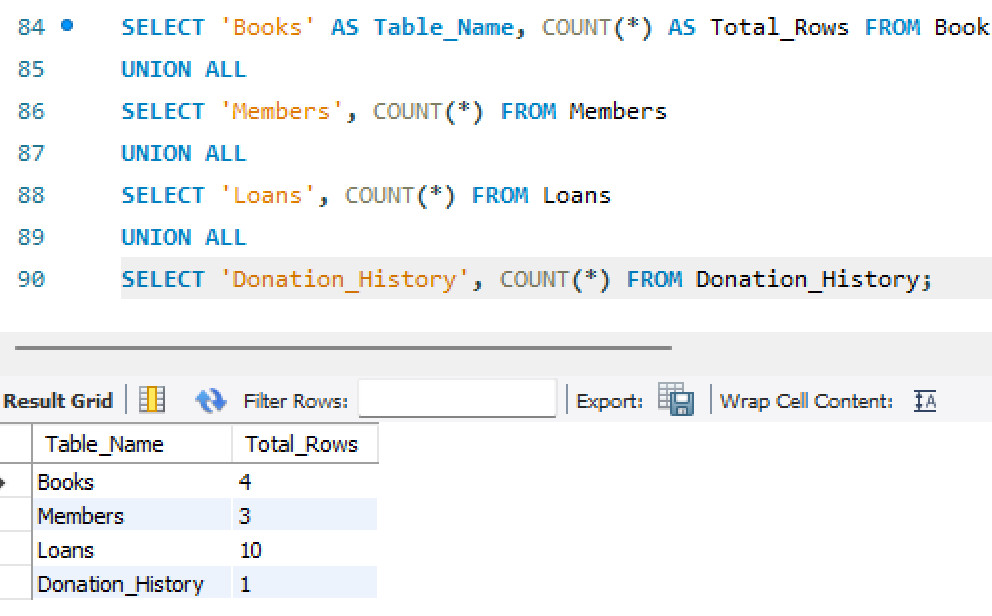 84 SELECT 'Books' AS Table_Name, COUNT(*) AS Total_Rows FROM Book
85 UNION ALL
86 SELECT 'Members', COUNT(*) FROM Members
87 UNION ALL
88 SELECT 'Loans', COUNT(*) FROM Loans
89 UNION ALL
90 SELECT 'Donation_History', COUNT(*) FROM Donation_History;
Result Grid Filter Rows: Export: Wrap Cell Content: IA
Table_Name Total_Rows
Books 4
Members 3
Loans 10
Donation_History 1